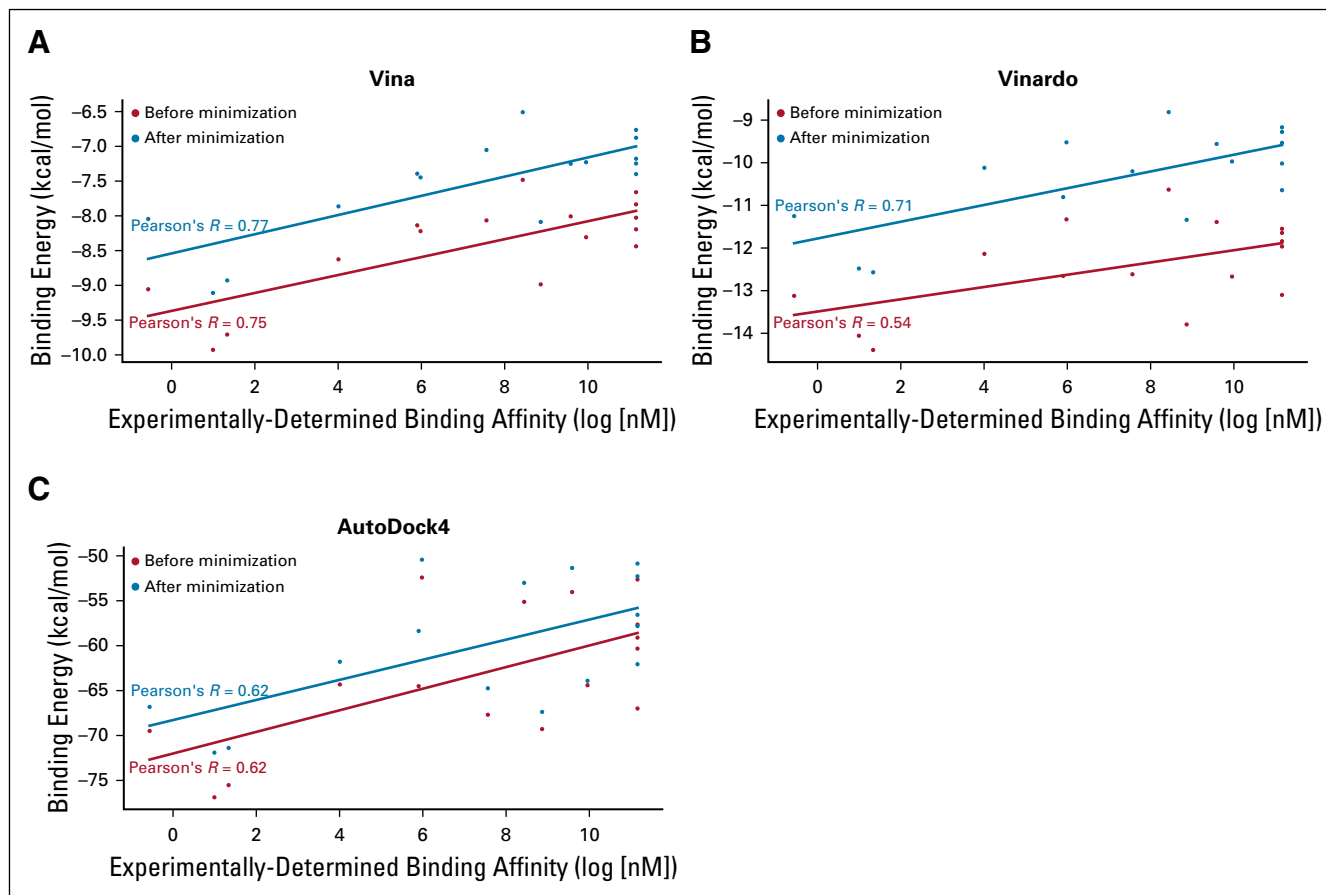 A
Vina
Binding Energy (kcal/mol)
−6.5
−7.0
−7.5
−8.0
−8.5
−9.0
−9.5
−10.0
Before minimization
After minimization
Pearson's R = 0.77
Pearson's R = 0.75
0 2 4 6 8 10
Experimentally-Determined Binding Affinity (log [nM])
B
Vinardo
Binding Energy (kcal/mol)
−9
−10
−11
−12
−13
−14
Before minimization
After minimization
Pearson's R = 0.71
Pearson's R = 0.54
0 2 4 6 8 10
Experimentally-Determined Binding Affinity (log [nM])
C
AutoDock4
Binding Energy (kcal/mol)
−50
−55
−60
−65
−70
−75
Before minimization
After minimization
Pearson's R = 0.62
Pearson's R = 0.62
0 2 4 6 8 10
Experimentally-Determined Binding Affinity (log [nM])